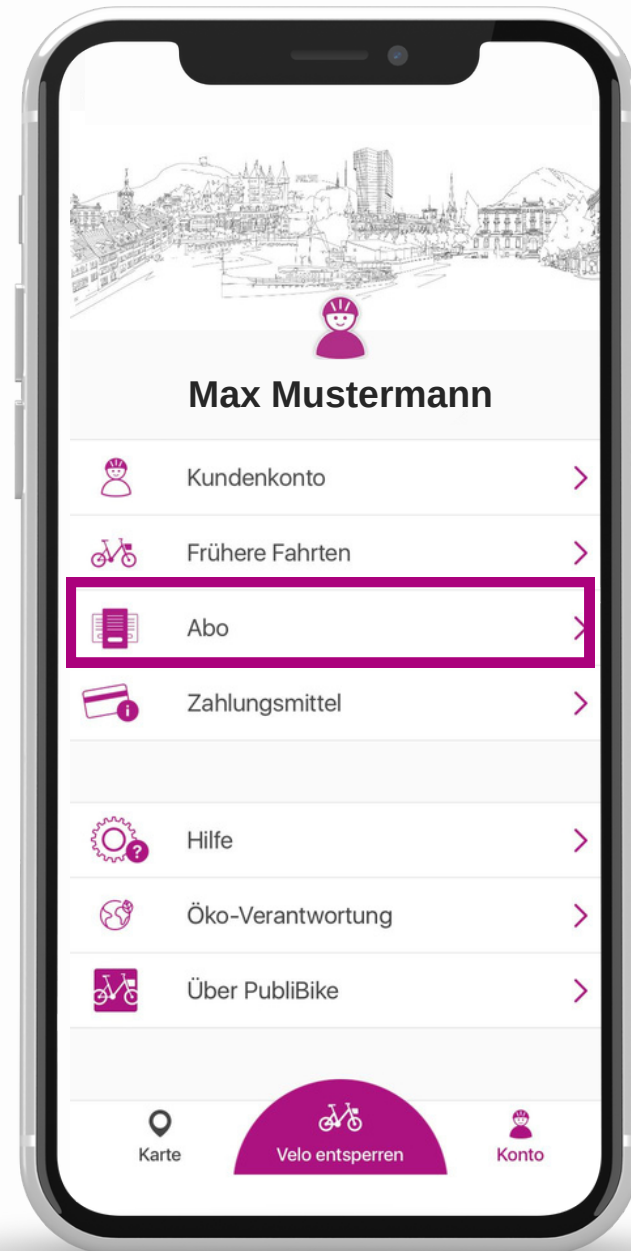 Max Mustermann
Kundenkonto
Frühere Fahrten
Abo
Zahlungsmittel
Hilfe
Öko-Verantwortung
Über PubliBike
Karte
Velo entsperren
Konto